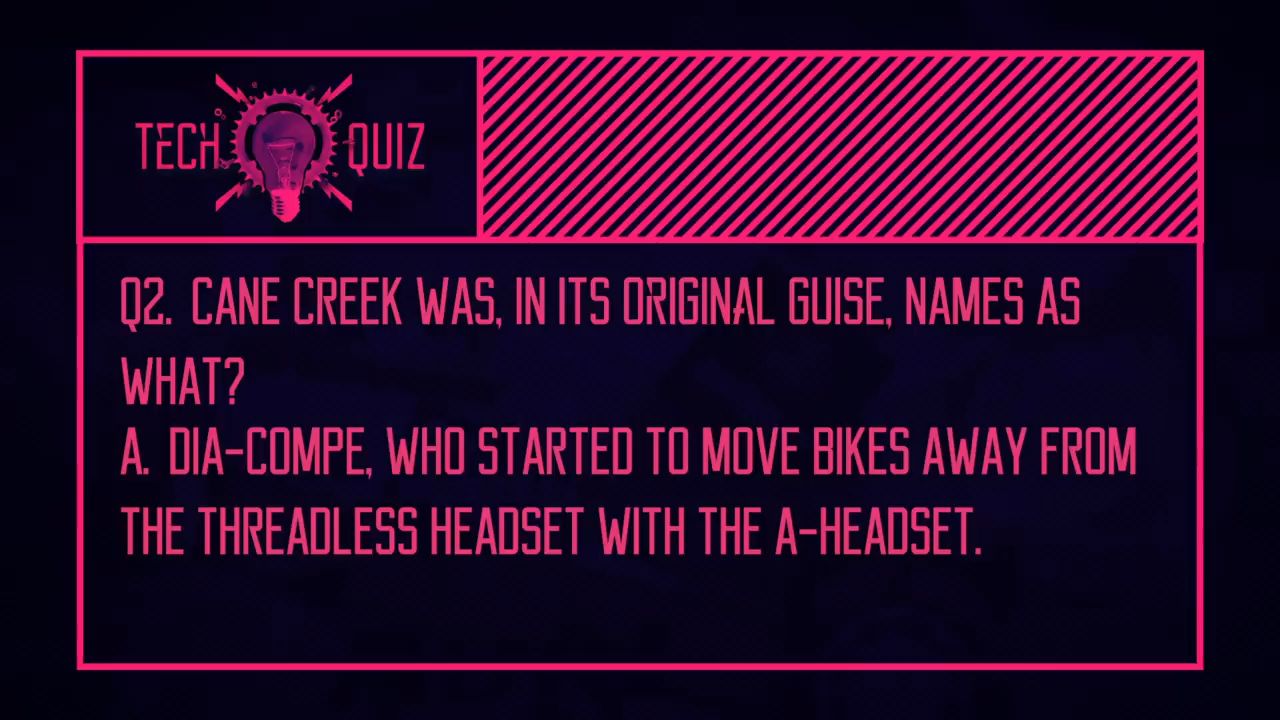 TECH QUIZ
Q2. CANE CREEK WAS, IN ITS ORIGINAL GUISE, NAMES AS
WHAT?
A. DIA-COMPE, WHO STARTED TO MOVE BIKES AWAY FROM
THE THREADLESS HEADSET WITH THE A-HEADSET.